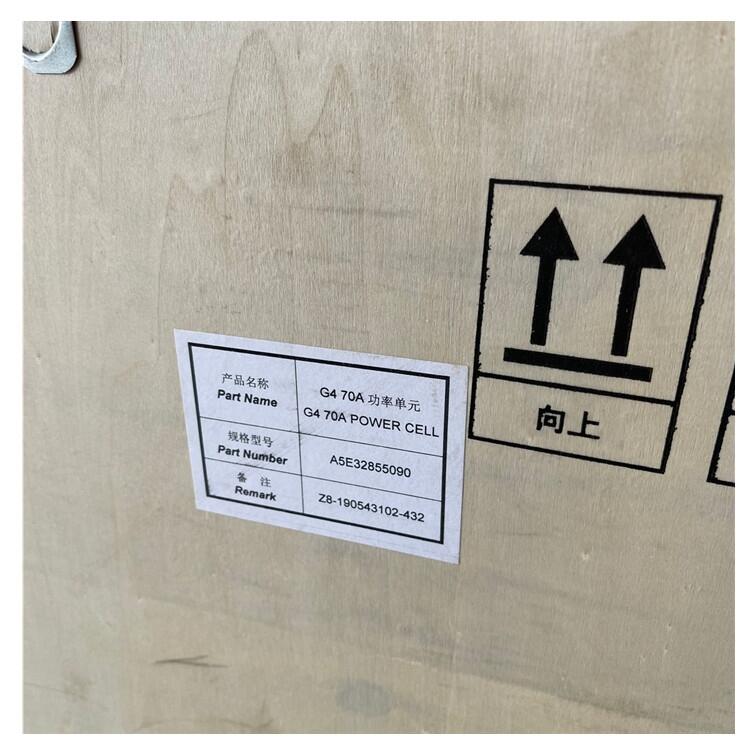 产品名称
Part Name
G4 70A 功率单元
G4 70A POWER CELL
规格型号
Part Number
A5E32855090
备 注
Remark
Z8-190543102-432
向上